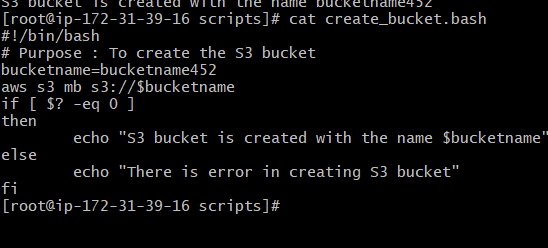 S3 bucket is created with the name bucketname452
[root@ip-172-31-39-16 scripts]# cat create_bucket.bash
#!/bin/bash
# Purpose : To create the S3 bucket
bucketname=bucketname452
aws s3 mb s3://$bucketname
if [ $? -eq 0 ]
then
        echo "S3 bucket is created with the name $bucketname"
else
        echo "There is error in creating S3 bucket"
fi
[root@ip-172-31-39-16 scripts]#